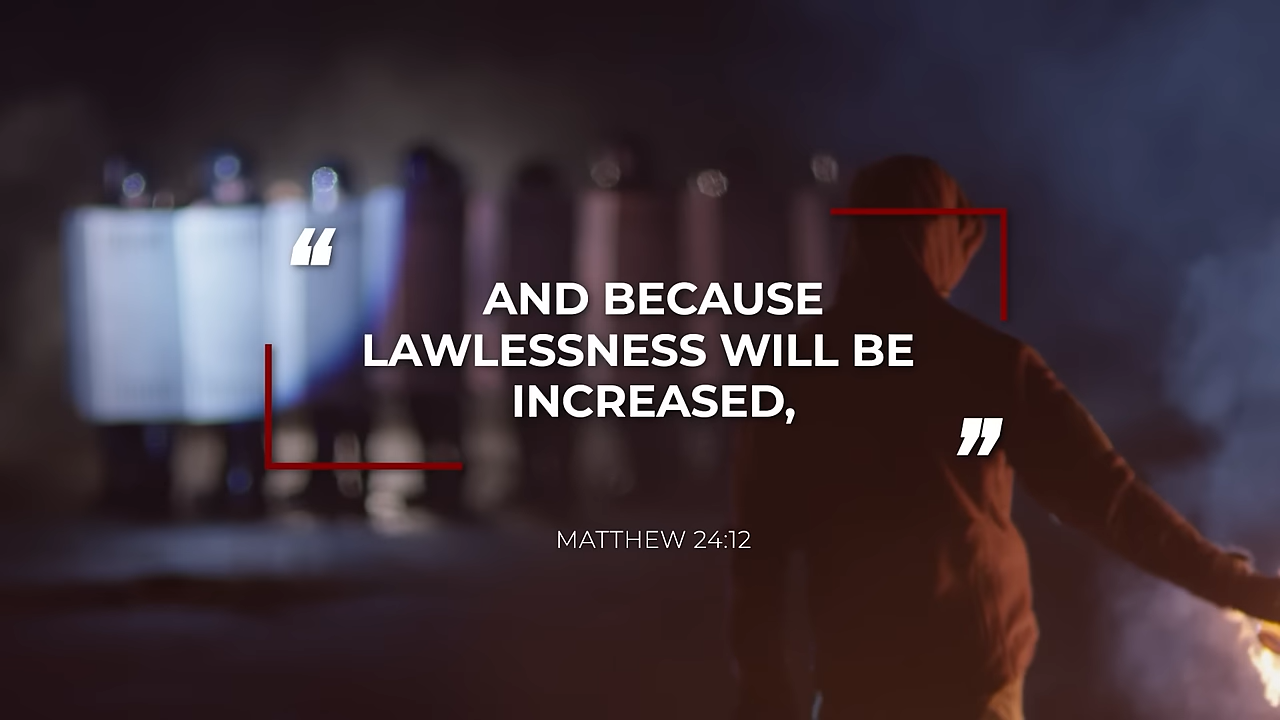 “
AND BECAUSE
LAWLESSNESS WILL BE
INCREASED,
”
MATTHEW 24:12